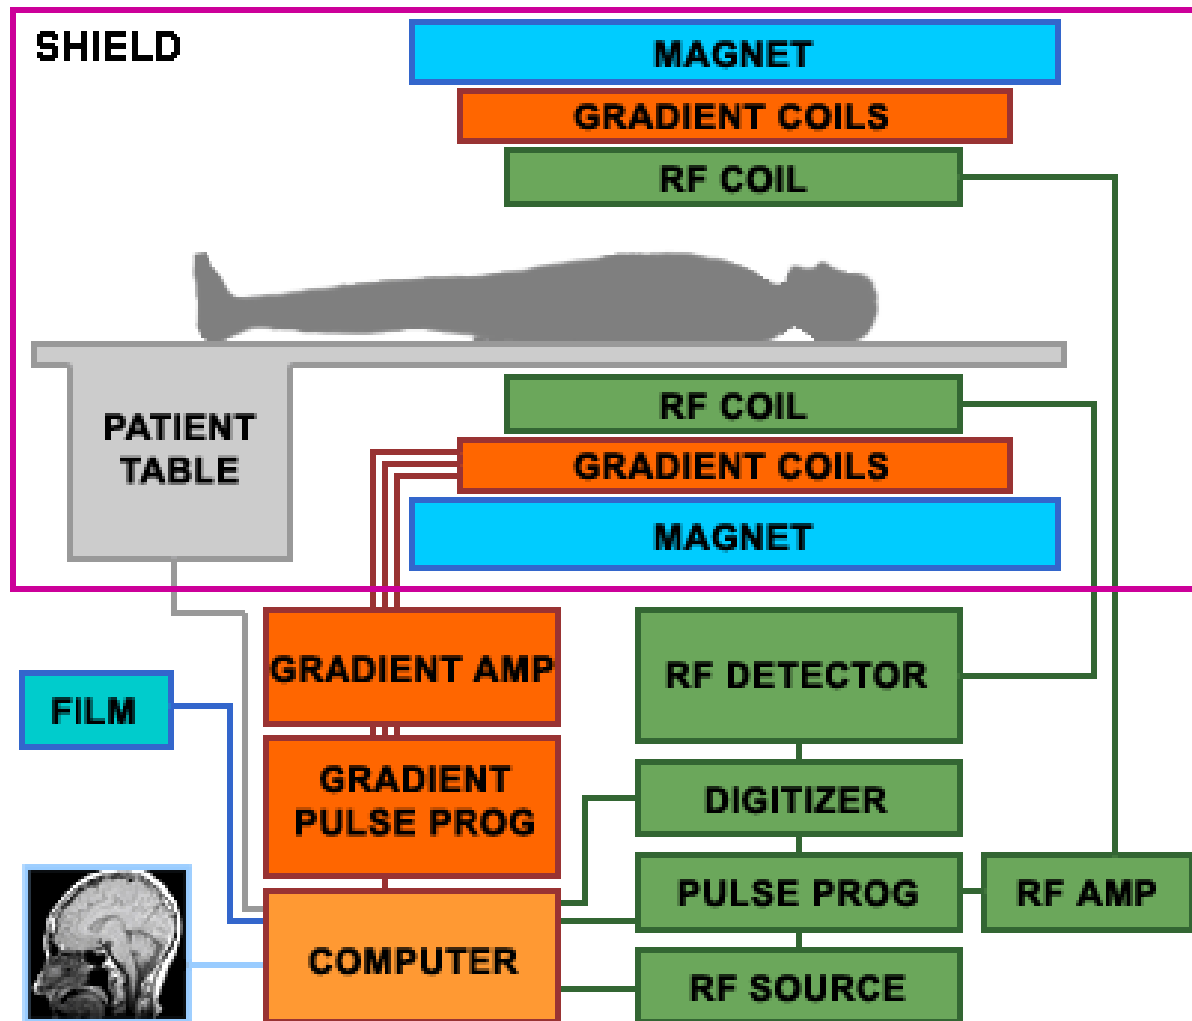 SHIELD
MAGNET
GRADIENT COILS
RF COIL
RF COIL
PATIENT
TABLE
GRADIENT COILS
MAGNET
GRADIENT AMP
RF DETECTOR
FILM
GRADIENT
PULSE PROG
DIGITIZER
PULSE PROG
RF AMP
COMPUTER
RF SOURCE